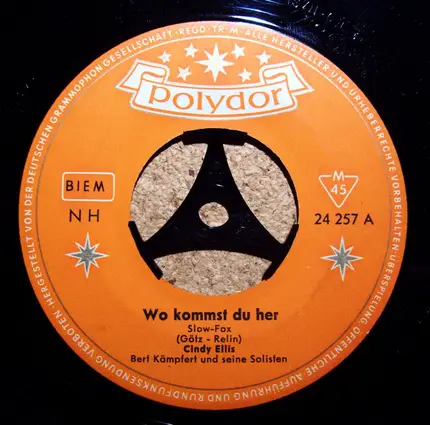 HERGESTELLT VON DER DEUTSCHEN GRAMMOPHON GESELLSCHAFT · REGD · TR · M · ALLE HERSTELLER UND URHEBERRECHTE VORBEHALTEN · ÜBERSPIELUNG · ÖFFENTLICHE AUFFÜHRUNG UND RUNDFUNKSENDUNG VERBOTEN ·
polydor
BIEM
NH
M
45
24 257 A
Wo kommst du her
Slow-Fox
(Götz - Relin)
Cindy Ellis
Bert Kämpfert und seine Solisten